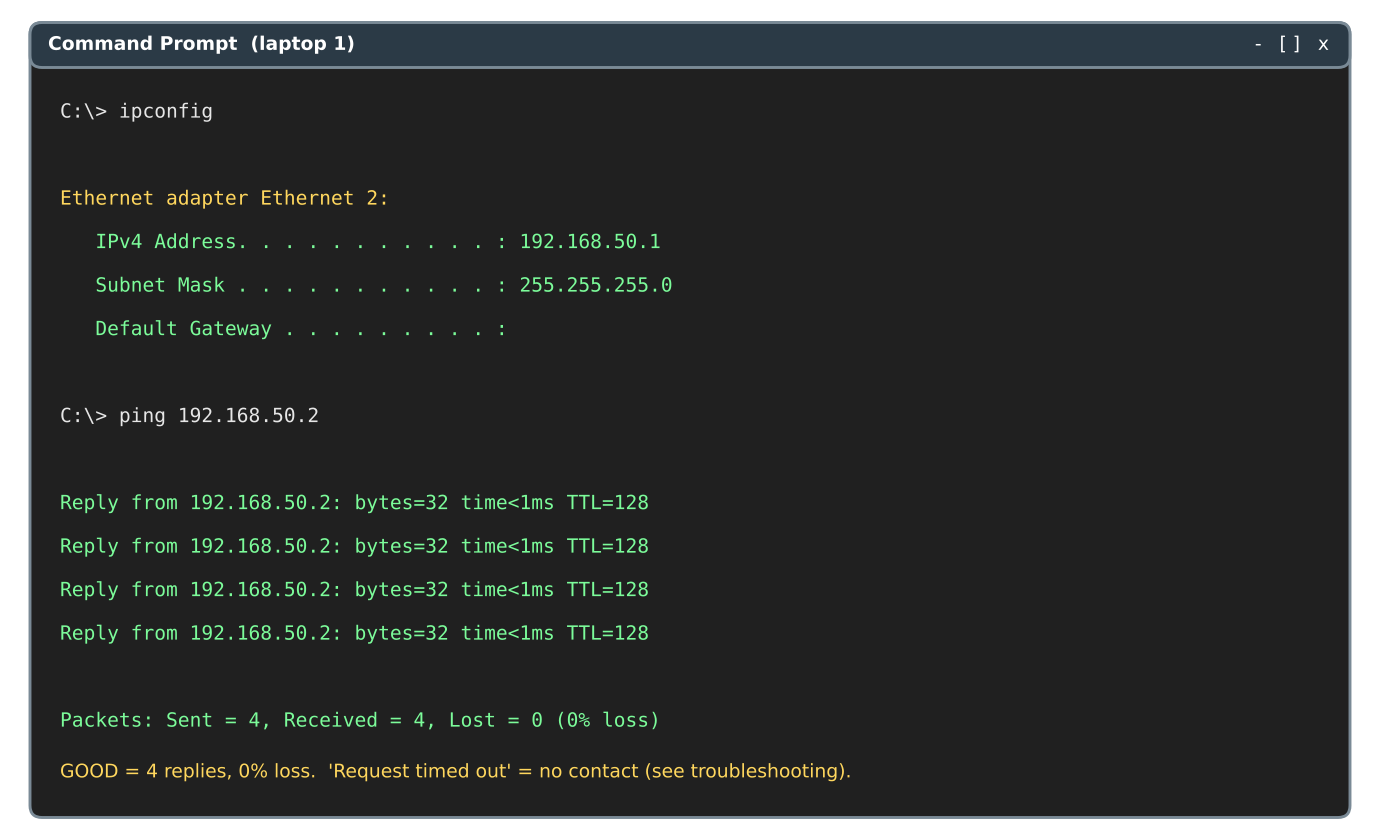 Command Prompt  (laptop 1)
-  [ ]  x
C:\> ipconfig
Ethernet adapter Ethernet 2:
   IPv4 Address. . . . . . . . . . . : 192.168.50.1
   Subnet Mask . . . . . . . . . . . : 255.255.255.0
   Default Gateway . . . . . . . . . :
C:\> ping 192.168.50.2
Reply from 192.168.50.2: bytes=32 time<1ms TTL=128
Reply from 192.168.50.2: bytes=32 time<1ms TTL=128
Reply from 192.168.50.2: bytes=32 time<1ms TTL=128
Reply from 192.168.50.2: bytes=32 time<1ms TTL=128
Packets: Sent = 4, Received = 4, Lost = 0 (0% loss)
GOOD = 4 replies, 0% loss.  'Request timed out' = no contact (see troubleshooting).